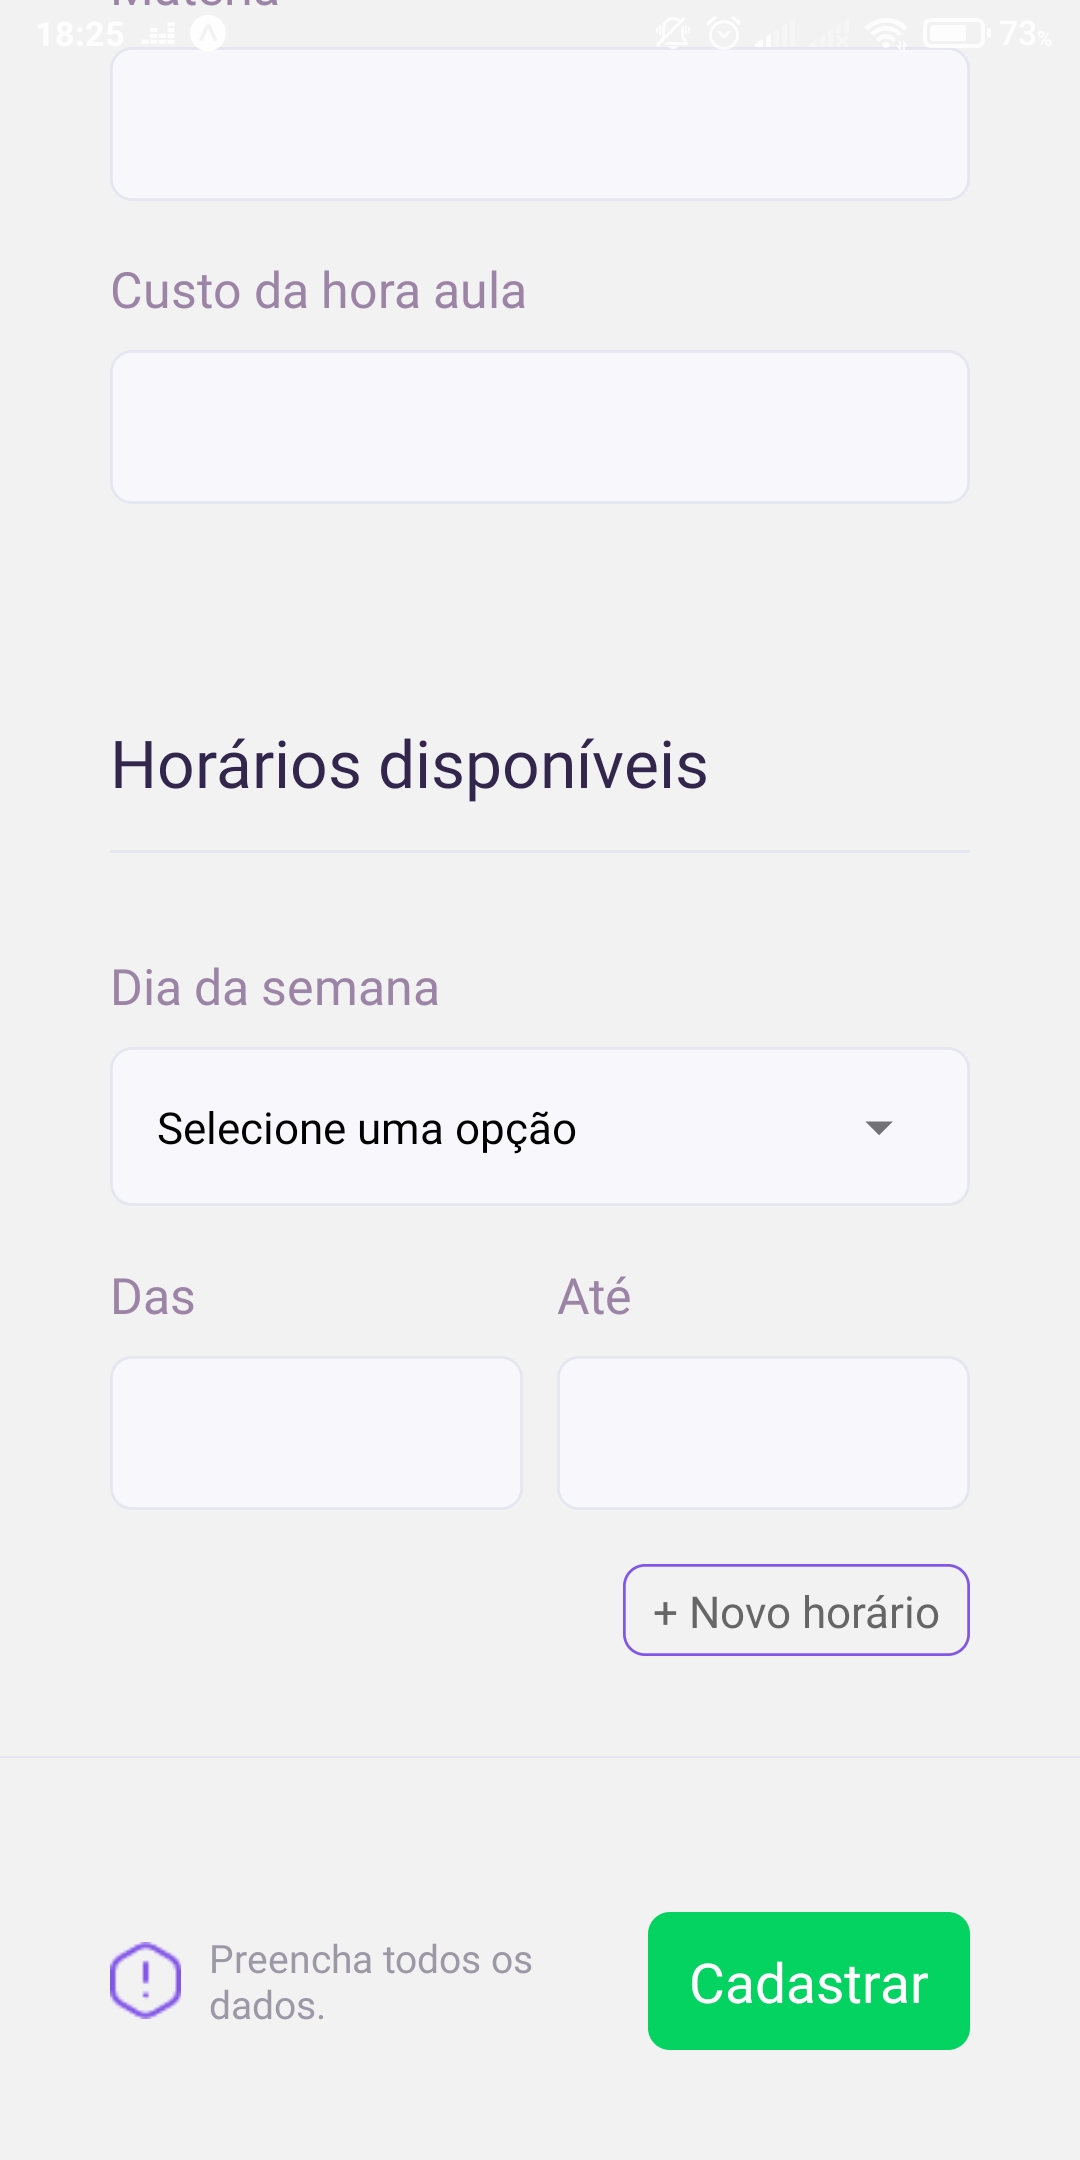 Matéria
18:25
73%
Custo da hora aula
Horários disponíveis
Dia da semana
Selecione uma opção
Das Até
+ Novo horário
Preencha todos os
dados.
Cadastrar